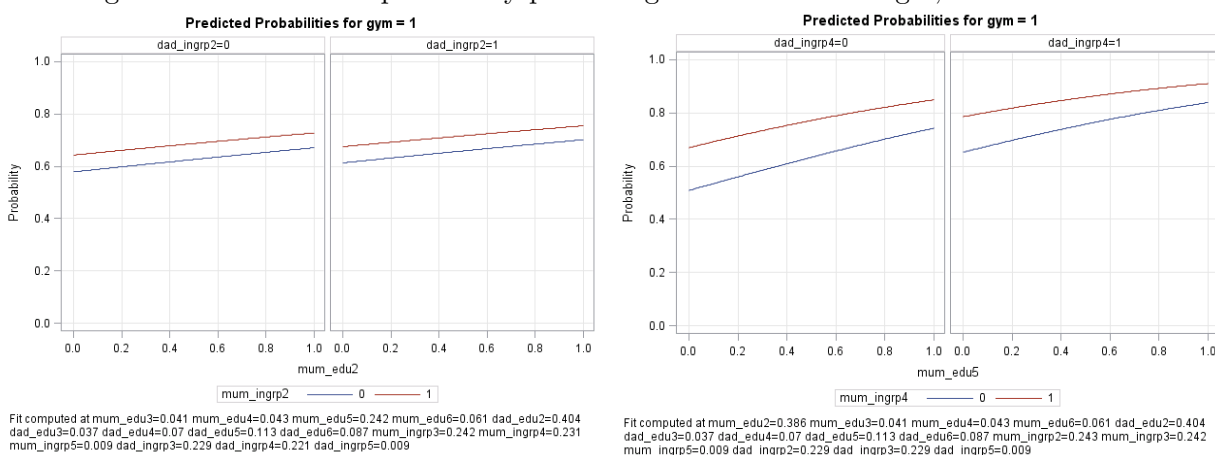 Predicted Probabilities for gym = 1
dad_ingrp2=0
dad_ingrp2=1
1.0
0.8
0.6
0.4
0.2
0.0
Probability
0.0 0.2 0.4 0.6 0.8 1.0
0.0 0.2 0.4 0.6 0.8 1.0
mum_edu2
mum_ingrp2 0 1
Fit computed at mum_edu3=0.041 mum_edu4=0.043 mum_edu5=0.242 mum_edu6=0.061 dad_edu2=0.404
dad_edu3=0.037 dad_edu4=0.07 dad_edu5=0.113 dad_edu6=0.087 mum_ingrp3=0.242 mum_ingrp4=0.231
mum_ingrp5=0.009 dad_ingrp3=0.229 dad_ingrp4=0.221 dad_ingrp5=0.009
Predicted Probabilities for gym = 1
dad_ingrp4=0
dad_ingrp4=1
1.0
0.8
0.6
0.4
0.2
0.0
Probability
0.0 0.2 0.4 0.6 0.8 1.0
0.0 0.2 0.4 0.6 0.8 1.0
mum_edu5
mum_ingrp4 0 1
Fit computed at mum_edu2=0.386 mum_edu3=0.041 mum_edu4=0.043 mum_edu6=0.061 dad_edu2=0.404
dad_edu3=0.037 dad_edu4=0.07 dad_edu5=0.113 dad_edu6=0.087 mum_ingrp2=0.243 mum_ingrp3=0.242
mum_ingrp5=0.009 dad_ingrp2=0.229 dad_ingrp3=0.229 dad_ingrp5=0.009